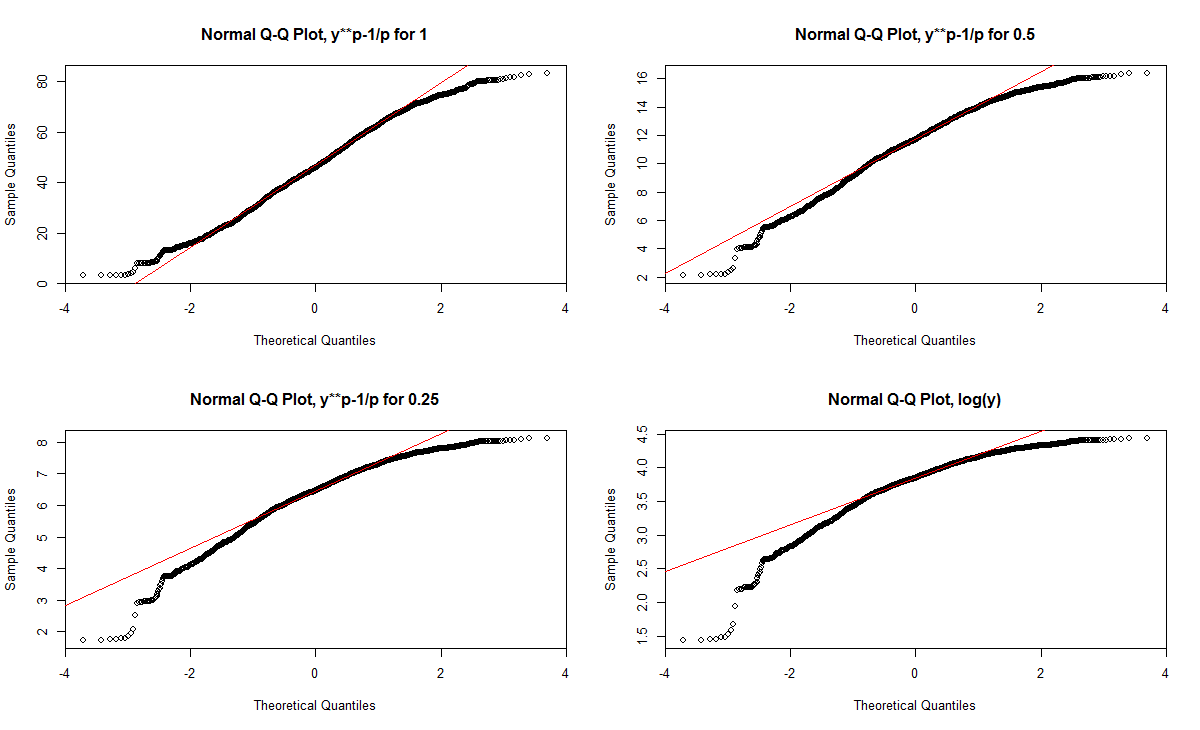 Normal Q-Q Plot, y**p-1/p for 1
Sample Quantiles
80
60
40
20
0
-4 -2 0 2 4
Theoretical Quantiles
Normal Q-Q Plot, y**p-1/p for 0.5
Sample Quantiles
16
14
12
10
8
6
4
2
-4 -2 0 2 4
Theoretical Quantiles
Normal Q-Q Plot, y**p-1/p for 0.25
Sample Quantiles
8
7
6
5
4
3
2
-4 -2 0 2 4
Theoretical Quantiles
Normal Q-Q Plot, log(y)
Sample Quantiles
4.5
4.0
3.5
3.0
2.5
2.0
1.5
-4 -2 0 2 4
Theoretical Quantiles